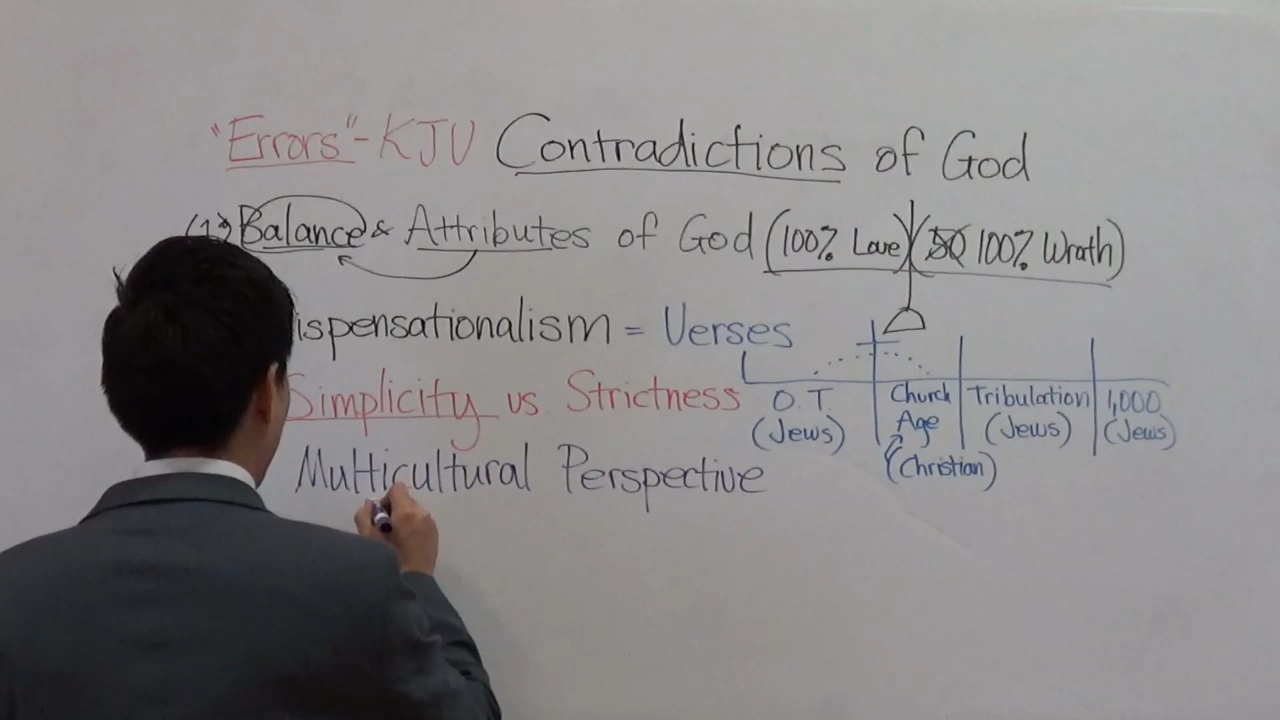 "Errors"-KJV Contradictions of God
(1) Balance & Attributes of God (100% Love) (50 100% Wrath)
ispensationalism = Verses
Simplicity vs Strictness
Multicultural Perspective
O.T. (Jews)
Church Age (Christian)
Tribulation (Jews)
1,000 (Jews)